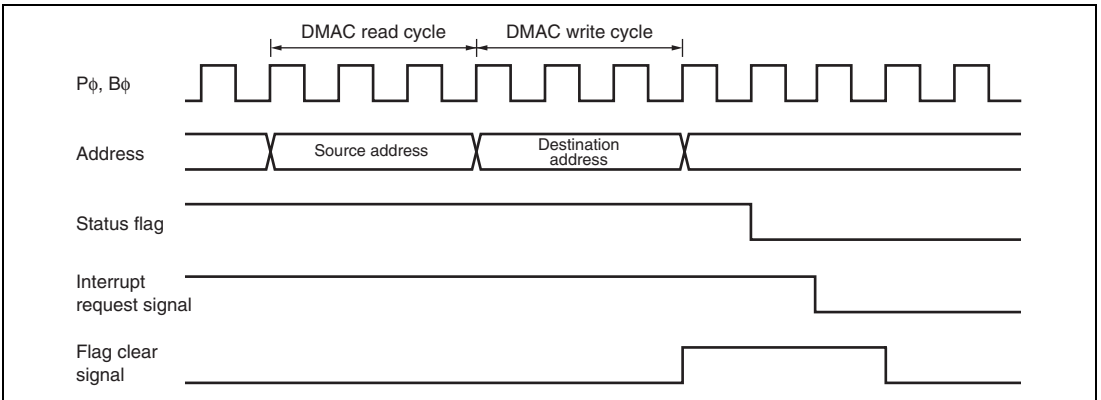 DMAC read cycle DMAC write cycle
Pϕ, Bϕ
Address Source address Destination
address
Status flag
Interrupt
request signal
Flag clear
signal